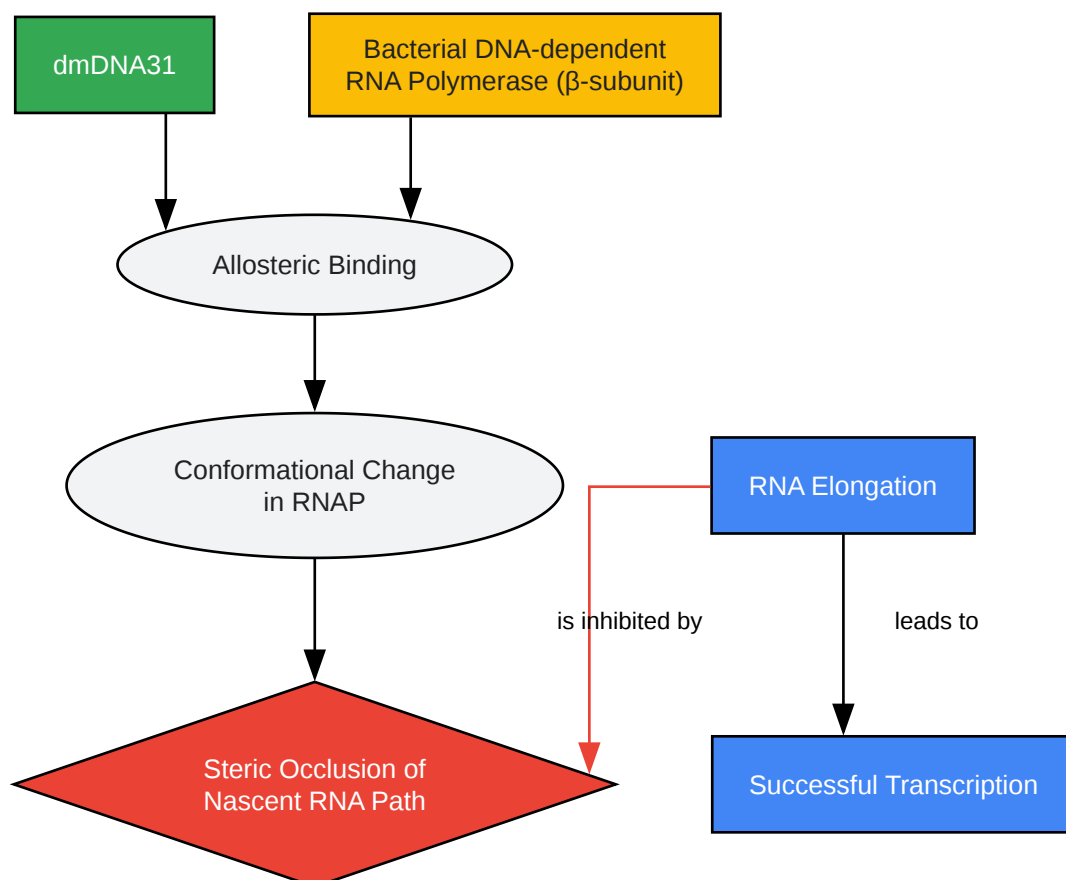 dmDNA31
Bacterial DNA-dependent
RNA Polymerase (β-subunit)
Allosteric Binding
Conformational Change
in RNAP
RNA Elongation
is inhibited by
leads to
Steric Occlusion of
Nascent RNA Path
Successful Transcription